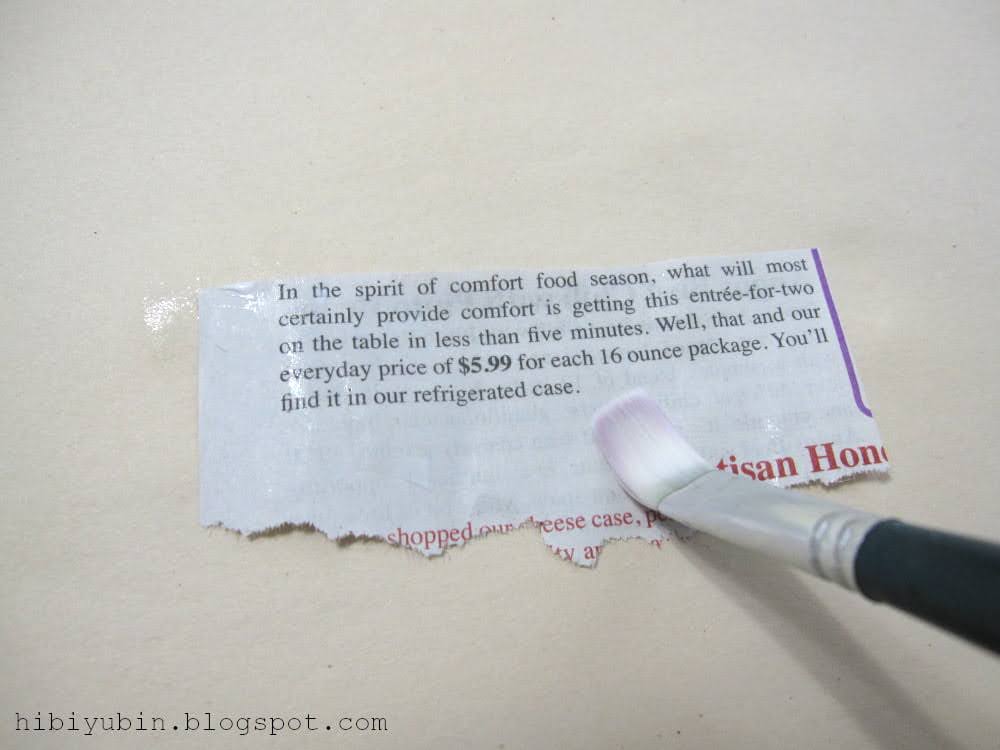 In the spirit of comfort food season, what will most
certainly provide comfort is getting this entrée-for-two
on the table in less than five minutes. Well, that and our
everyday price of $5.99 for each 16 ounce package. You'll
find it in our refrigerated case.
tisan Hone
shopped our cheese case,
hibiyubin.blogspot.com